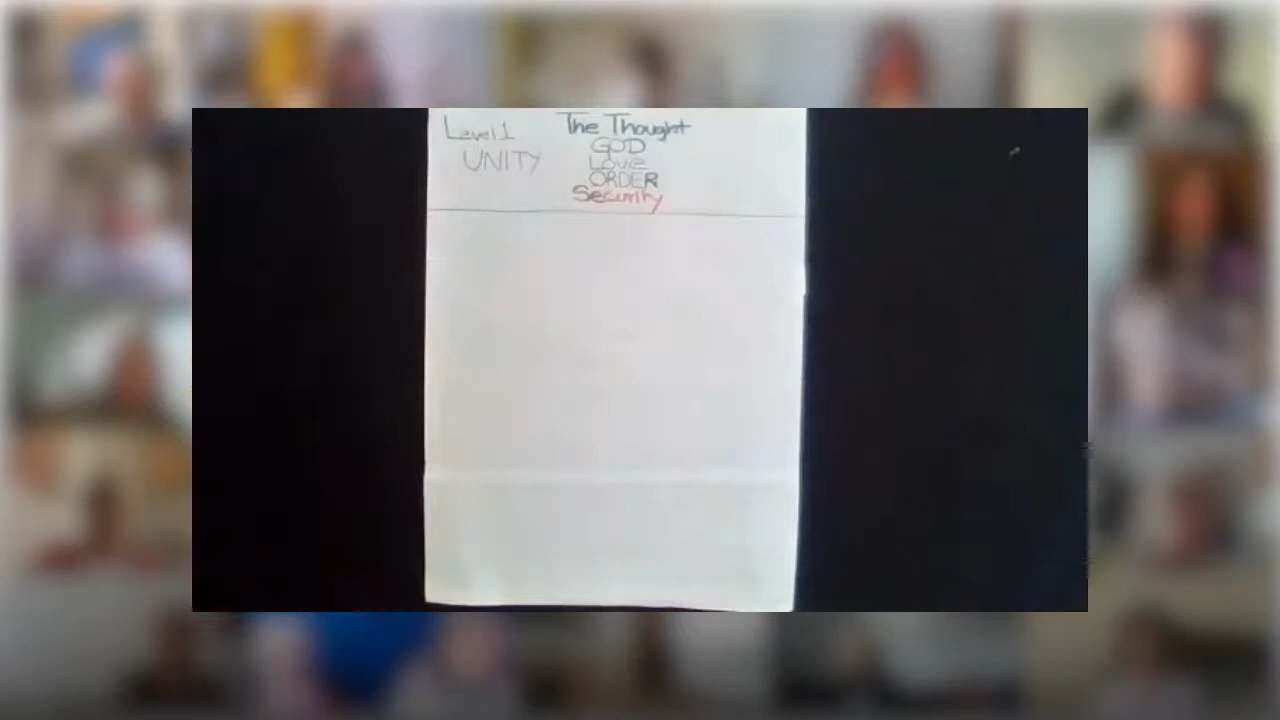 Level 1
UNITY
The Thought
GOD
Love
ORDER
Security